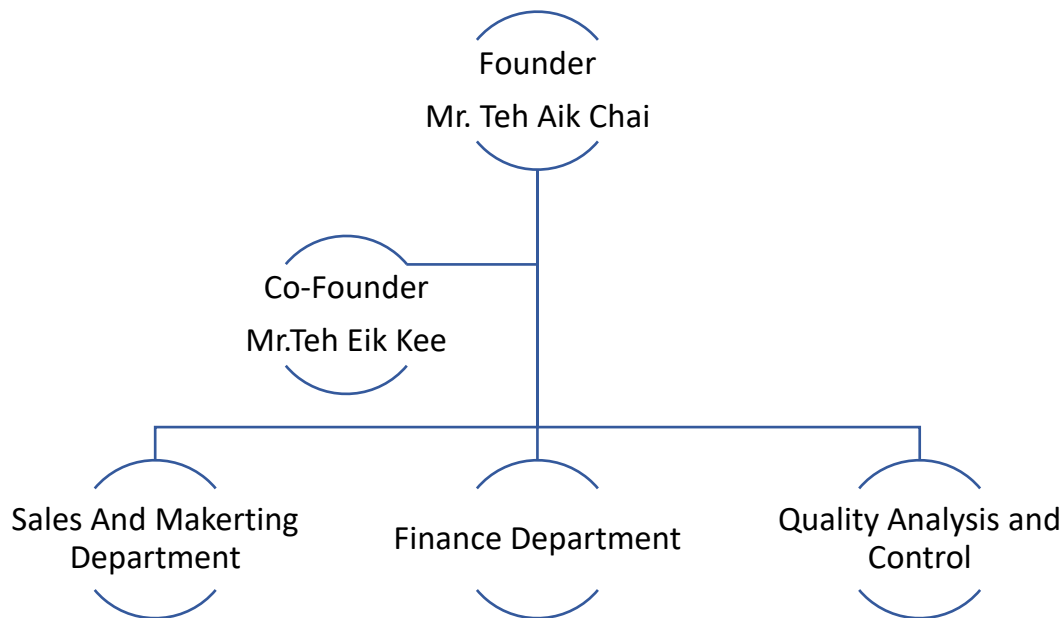 Founder
Mr. Teh Aik Chai
Co-Founder
Mr.Teh Eik Kee
Sales And Makerting
Department
Finance Department
Quality Analysis and
Control